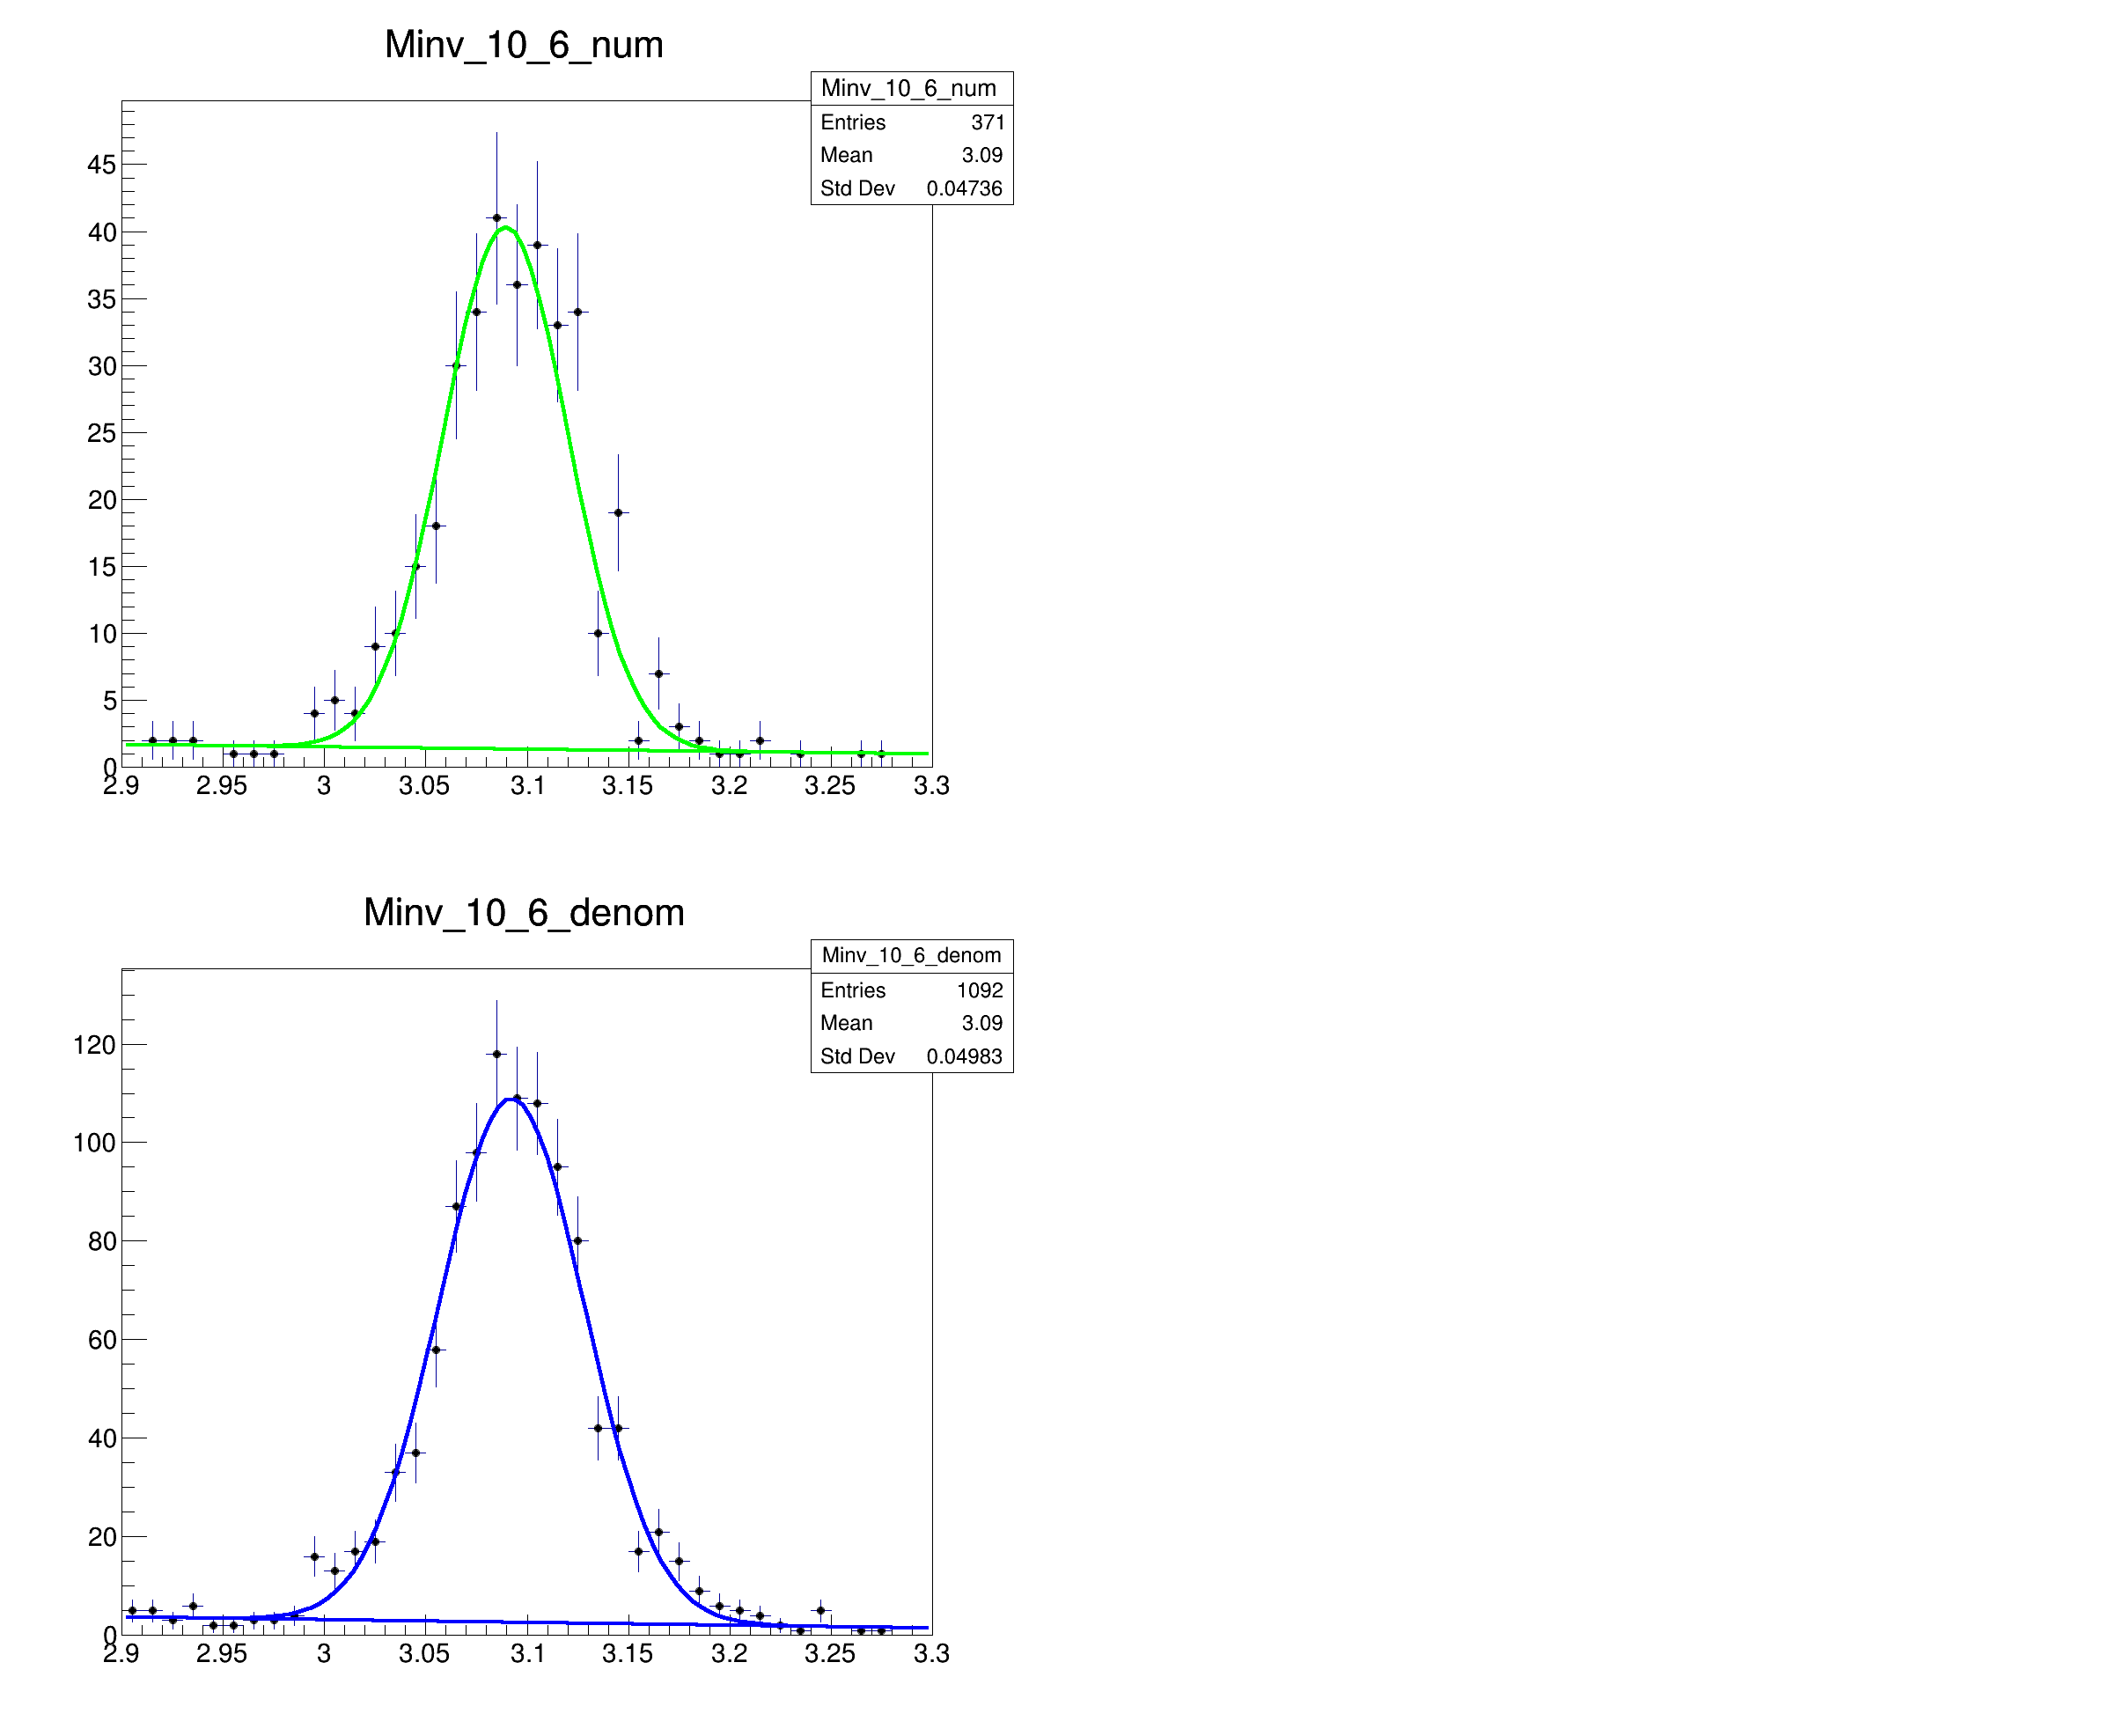 Minv_10_6_num
Minv_10_6_num
Entries 371
Mean 3.09
Std Dev 0.04736
45
40
35
30
25
20
15
10
5
0
2.9 2.95 3 3.05 3.1 3.15 3.2 3.25 3.3
Minv_10_6_denom
Minv_10_6_denom
Entries 1092
Mean 3.09
Std Dev 0.04983
120
100
80
60
40
20
0
2.9 2.95 3 3.05 3.1 3.15 3.2 3.25 3.3